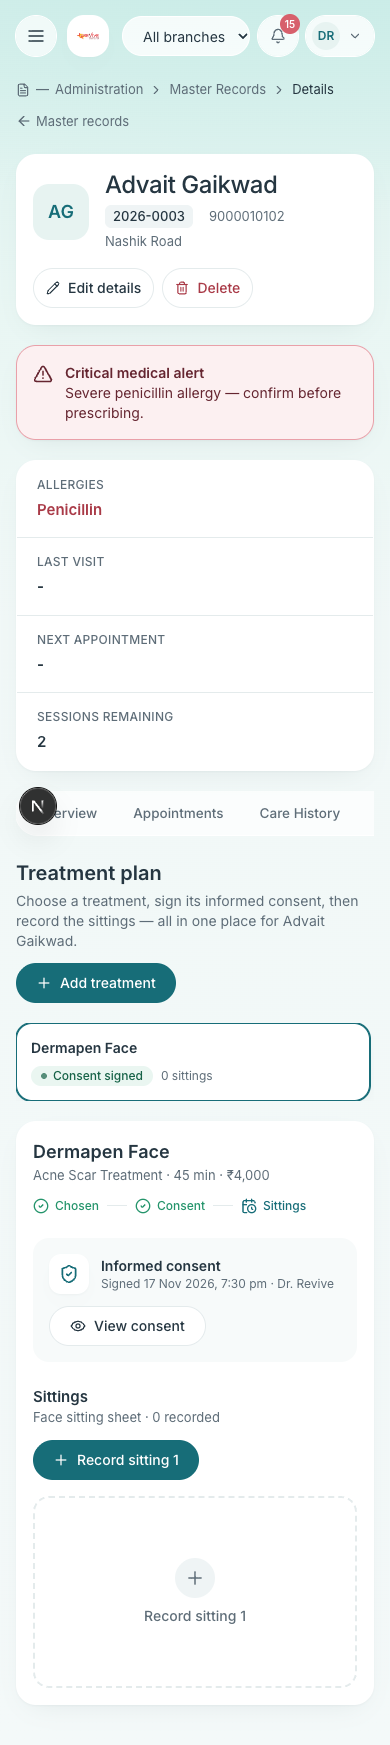 All branches
15
DR
— Administration > Master Records > Details
← Master records
AG
Advait Gaikwad
2026-0003 9000010102
Nashik Road
Edit details
Delete
Critical medical alert
Severe penicillin allergy — confirm before
prescribing.
ALLERGIES
Penicillin
LAST VISIT
-
NEXT APPOINTMENT
-
SESSIONS REMAINING
2
N
erview Appointments Care History
Treatment plan
Choose a treatment, sign its informed consent, then
record the sittings — all in one place for Advait
Gaikwad.
+ Add treatment
Dermapen Face
• Consent signed 0 sittings
Dermapen Face
Acne Scar Treatment · 45 min · ₹4,000
Chosen Consent Sittings
Informed consent
Signed 17 Nov 2026, 7:30 pm · Dr. Revive
View consent
Sittings
Face sitting sheet · 0 recorded
+ Record sitting 1
+
Record sitting 1